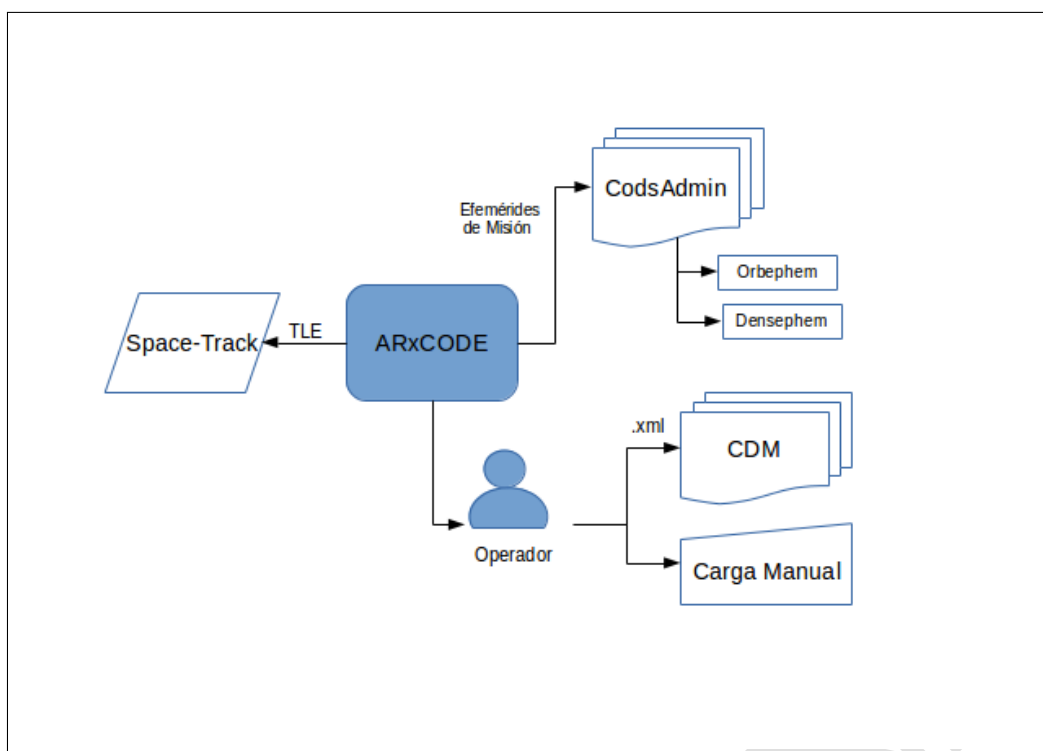 CodsAdmin
Efemérides
de Misión
Orbephem
Densephem
Space-Track
TLE
ARxCODE
.xml
CDM
Operador
Carga Manual